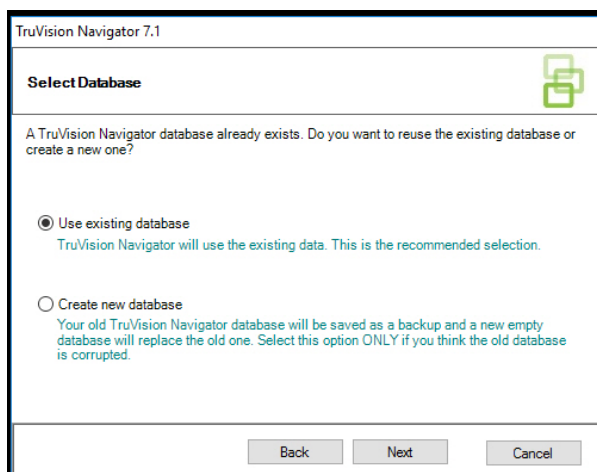 TruVision Navigator 7.1
Select Database
A TruVision Navigator database already exists. Do you want to reuse the existing database or
create a new one?
Use existing database
TruVision Navigator will use the existing data. This is the recommended selection.
Create new database
Your old TruVision Navigator database will be saved as a backup and a new empty
database will replace the old one. Select this option ONLY if you think the old database
is corrupted.
Back
Next
Cancel